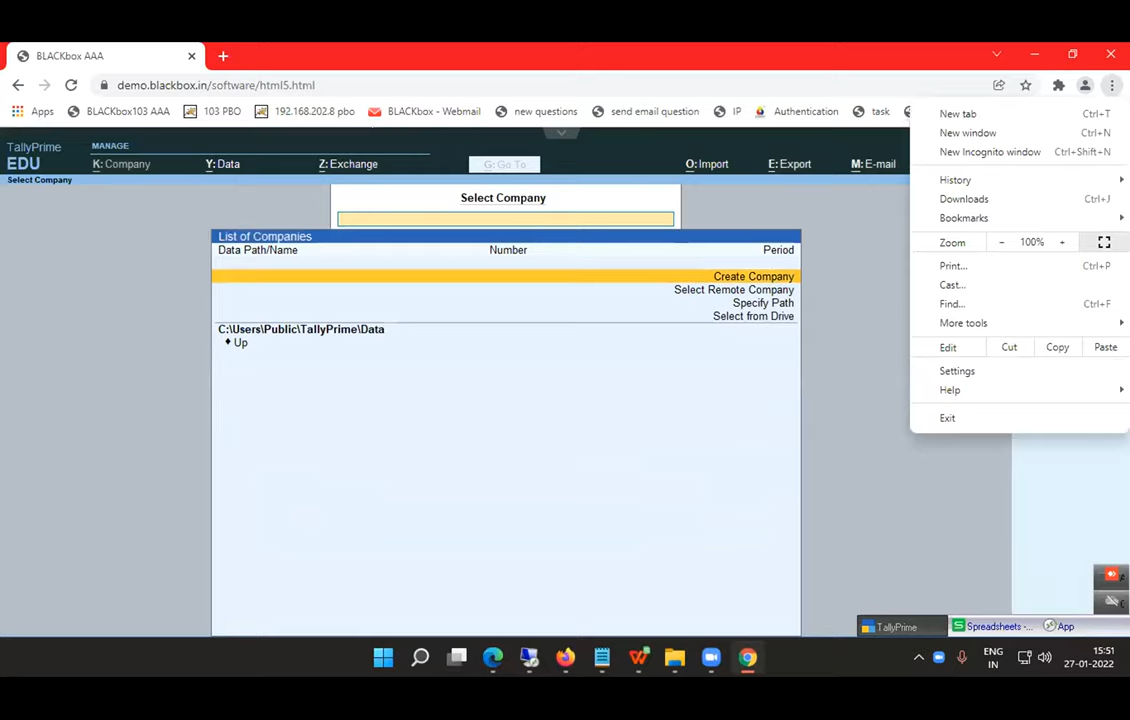 BLACKbox AAA
demo.blackbox.in/software/html5.html
Apps BLACKbox103 AAA 103 PBO 192.168.202.8 pbo BLACKbox - Webmail new questions send email question IP Authentication task
TallyPrime
EDU
MANAGE
K: Company Y: Data Z: Exchange G: Go To O: Import E: Export M: E-mail
Select Company
Select Company
List of Companies
Data Path/Name Number Period
Create Company
Select Remote Company
Specify Path
Select from Drive
C:\Users\Public\TallyPrime\Data
♦ Up
New tab Ctrl+T
New window Ctrl+N
New Incognito window Ctrl+Shift+N
History
Downloads Ctrl+J
Bookmarks
Zoom - 100% +
Print... Ctrl+P
Cast...
Find... Ctrl+F
More tools
Edit Cut Copy Paste
Settings
Help
Exit
TallyPrime Spreadsheets -... App
ENG
IN
15:51
27-01-2022